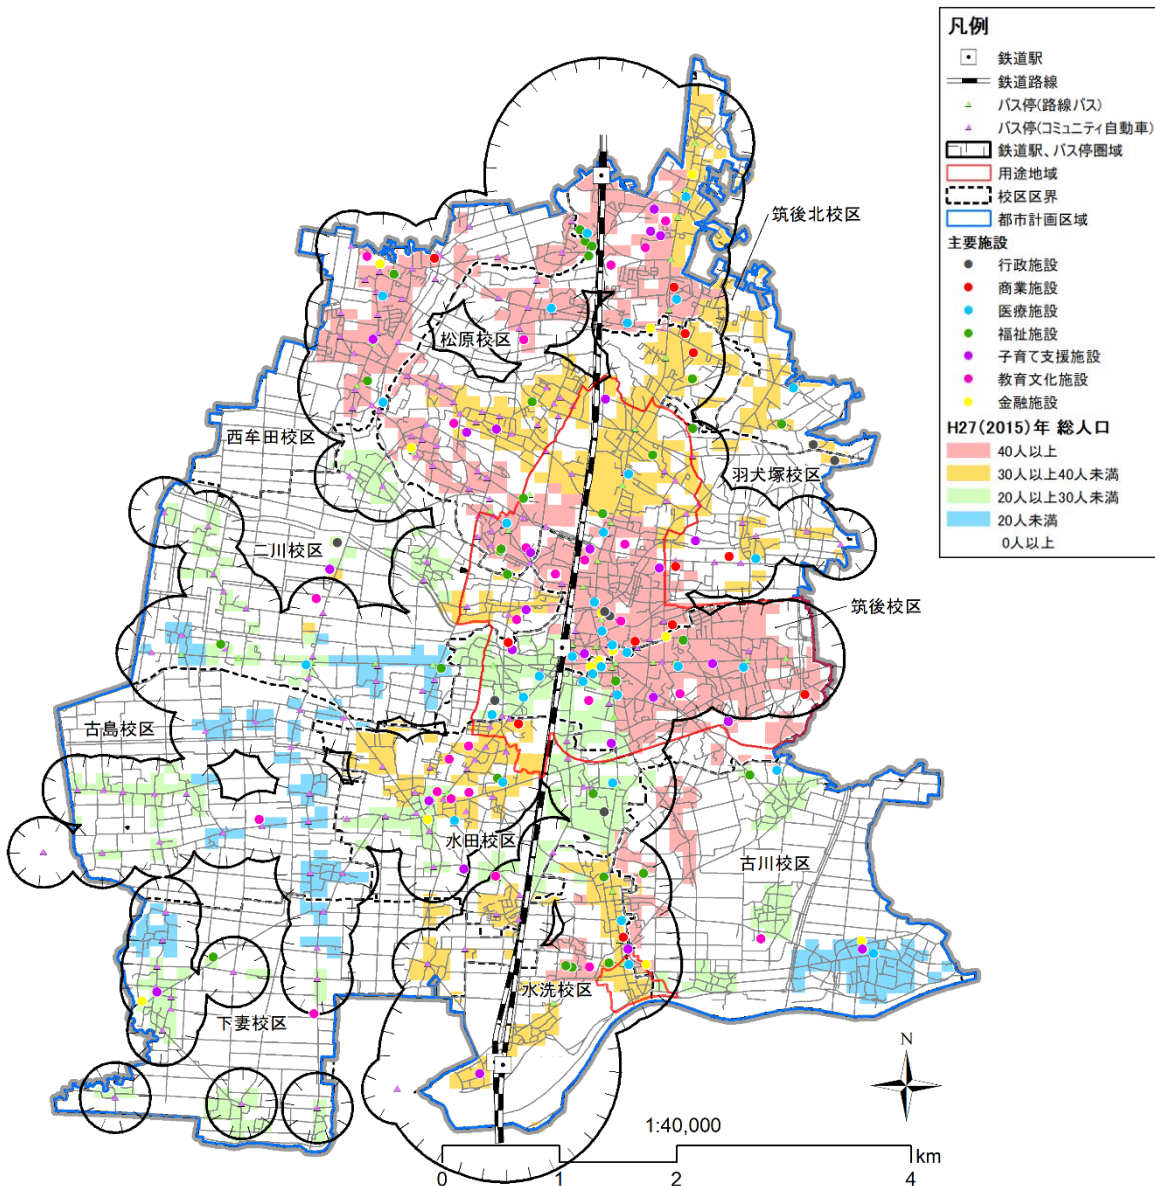 凡例
鉄道駅
鉄道路線
バス停(路線バス)
バス停(コミュニティ自動車)
鉄道駅、バス停圏域
用途地域
校区区界
都市計画区域
主要施設
行政施設
商業施設
医療施設
福祉施設
子育て支援施設
教育文化施設
金融施設
H27(2015)年 総人口
40人以上
30人以上40人未満
20人以上30人未満
20人未満
0人以上
筑後北校区
松原校区
西牟田校区
羽犬塚校区
二川校区
筑後校区
古島校区
水田校区
古川校区
水洗校区
下妻校区
N
1:40,000
km
0 1 2 4